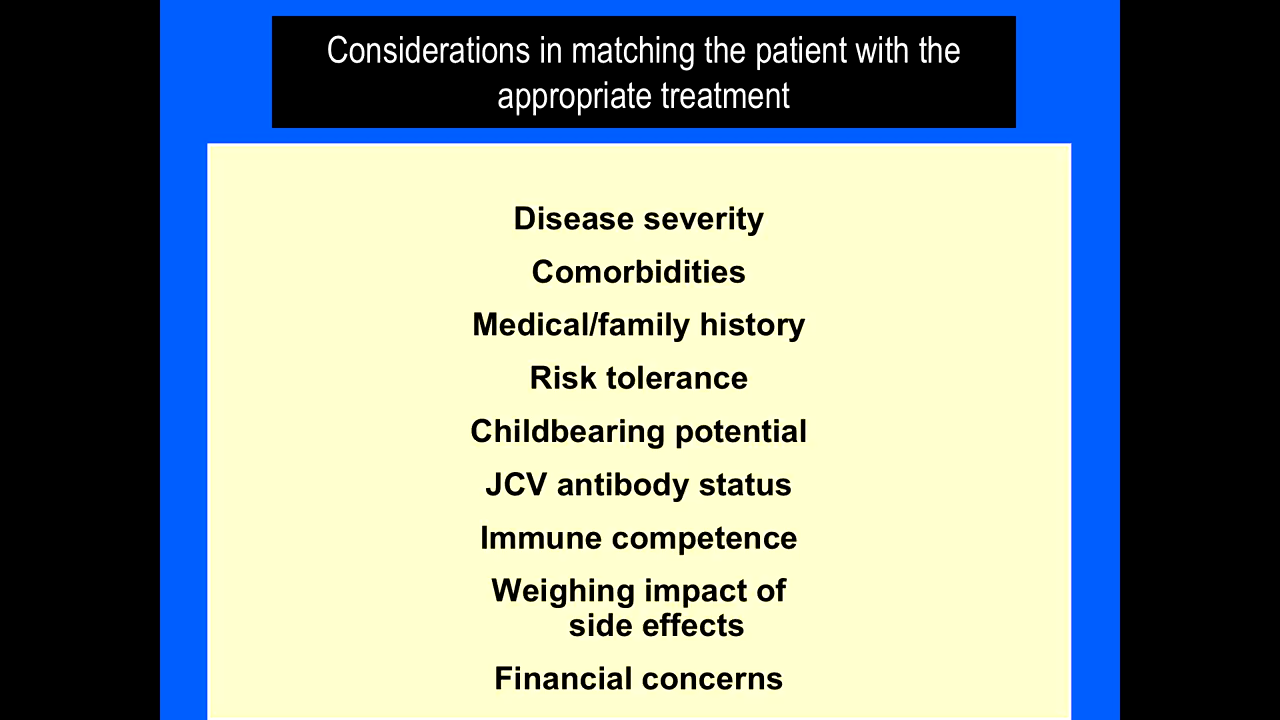 Considerations in matching the patient with the
appropriate treatment
Disease severity
Comorbidities
Medical/family history
Risk tolerance
Childbearing potential
JCV antibody status
Immune competence
Weighing impact of
side effects
Financial concerns